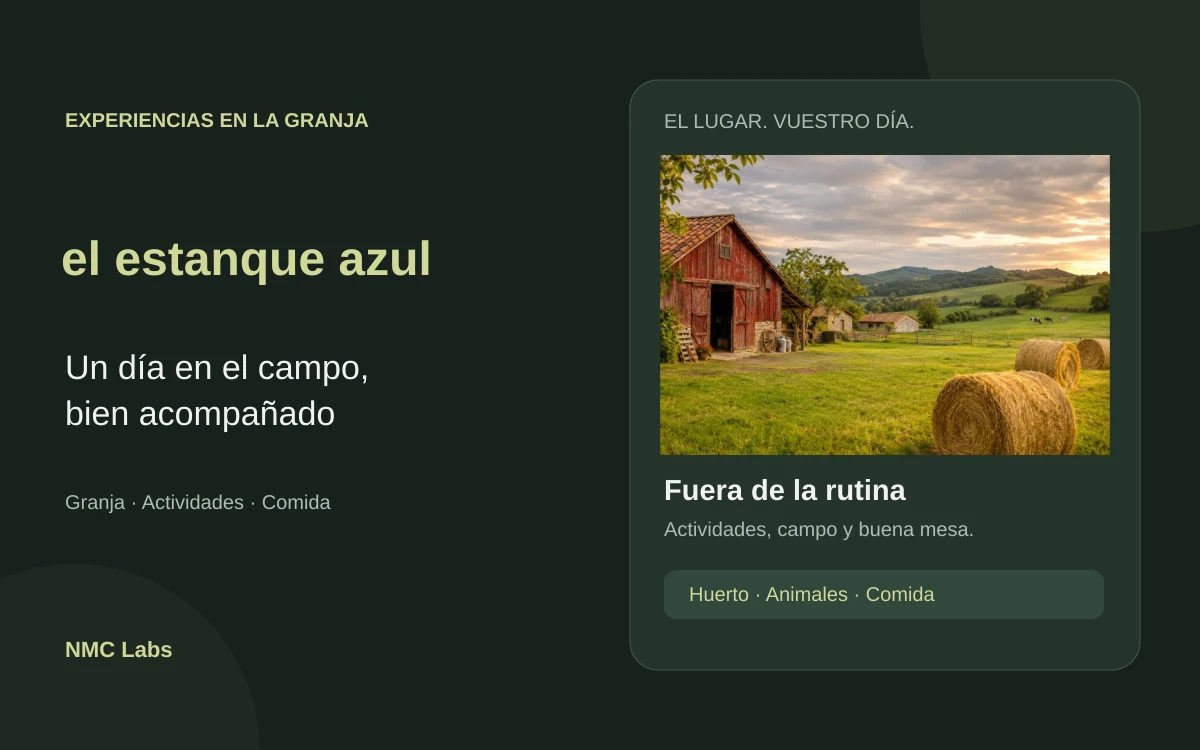 EXPERIENCIAS EN LA GRANJA
el estanque azul
Un día en el campo,
bien acompañado
Granja · Actividades · Comida
NMC Labs
EL LUGAR. VUESTRO DÍA.
Fuera de la rutina
Actividades, campo y buena mesa.
Huerto · Animales · Comida